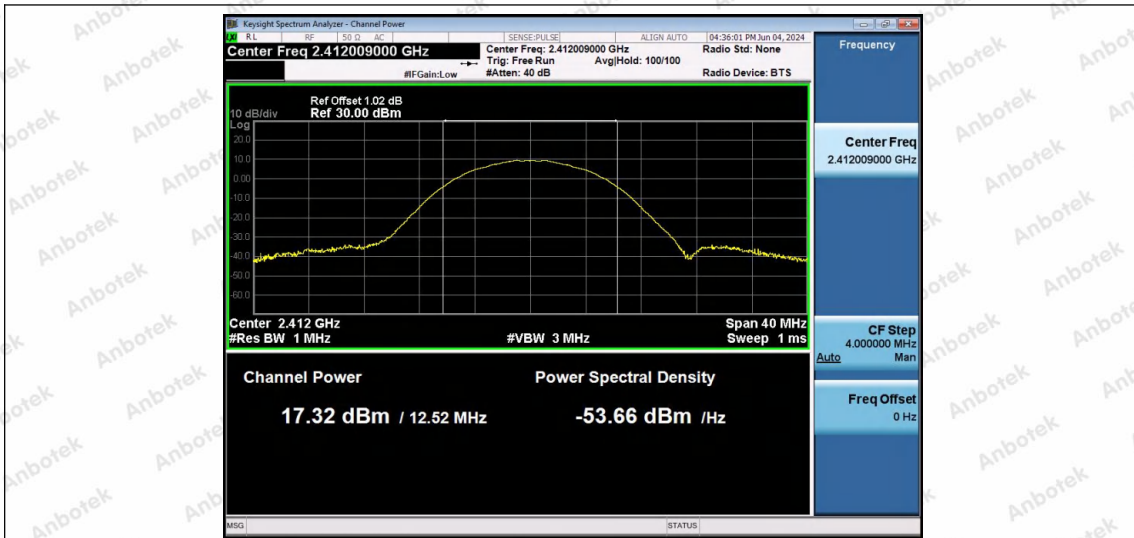 Keysight Spectrum Analyzer - Channel Power
RL RF 50 Ω AC SENSE:PULSE ALIGN AUTO 04:36:01 PM Jun 04, 2024
Center Freq 2.412009000 GHz
Center Freq: 2.412009000 GHz Radio Std: None
Trig: Free Run Avg|Hold: 100/100
#IFGain:Low #Atten: 40 dB Radio Device: BTS
Ref Offset 1.02 dB
10 dB/div Ref 30.00 dBm
Log
20.0
10.0
0.00
-10.0
-20.0
-30.0
-40.0
-50.0
-60.0
Center 2.412 GHz Span 40 MHz
#Res BW 1 MHz #VBW 3 MHz Sweep 1 ms
Channel Power Power Spectral Density
17.32 dBm / 12.52 MHz -53.66 dBm /Hz
MSG STATUS
Frequency
Center Freq
2.412009000 GHz
CF Step
4.000000 MHz
Auto Man
Freq Offset
0 Hz
Anbotek